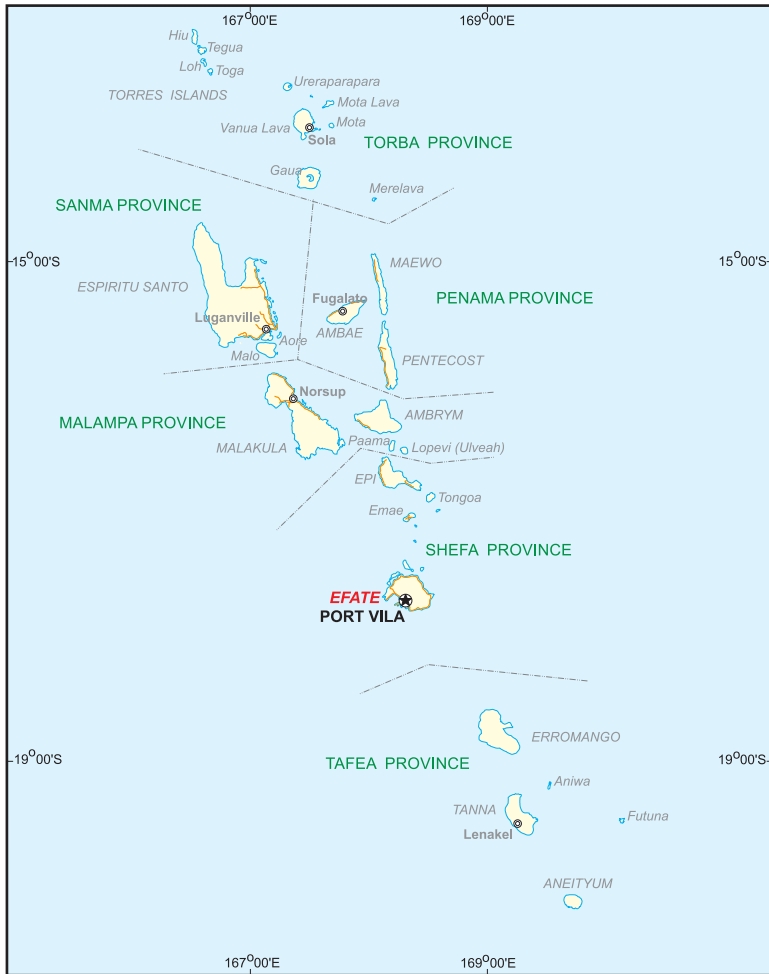 167°00'E
169°00'E
Hiu
Tegua
Loh
Toga
TORRES ISLANDS
Ureraparapara
Mota Lava
Vanua Lava
Mota
Sola
TORBA PROVINCE
Gaua
Merelava
SANMA PROVINCE
15°00'S
15°00'S
MAEWO
ESPIRITU SANTO
Fugalato
PENAMA PROVINCE
Luganville
Aore
AMBAE
Malo
PENTECOST
Norsup
MALAMPA PROVINCE
AMBRYM
MALAKULA
Paama
Lopevi (Ulveah)
EPI
Tongoa
Emae
SHEFA PROVINCE
EFATE
PORT VILA
ERROMANGO
19°00'S
19°00'S
TAFEA PROVINCE
Aniwa
TANNA
Futuna
Lenakel
ANEITYUM
167°00'E
169°00'E